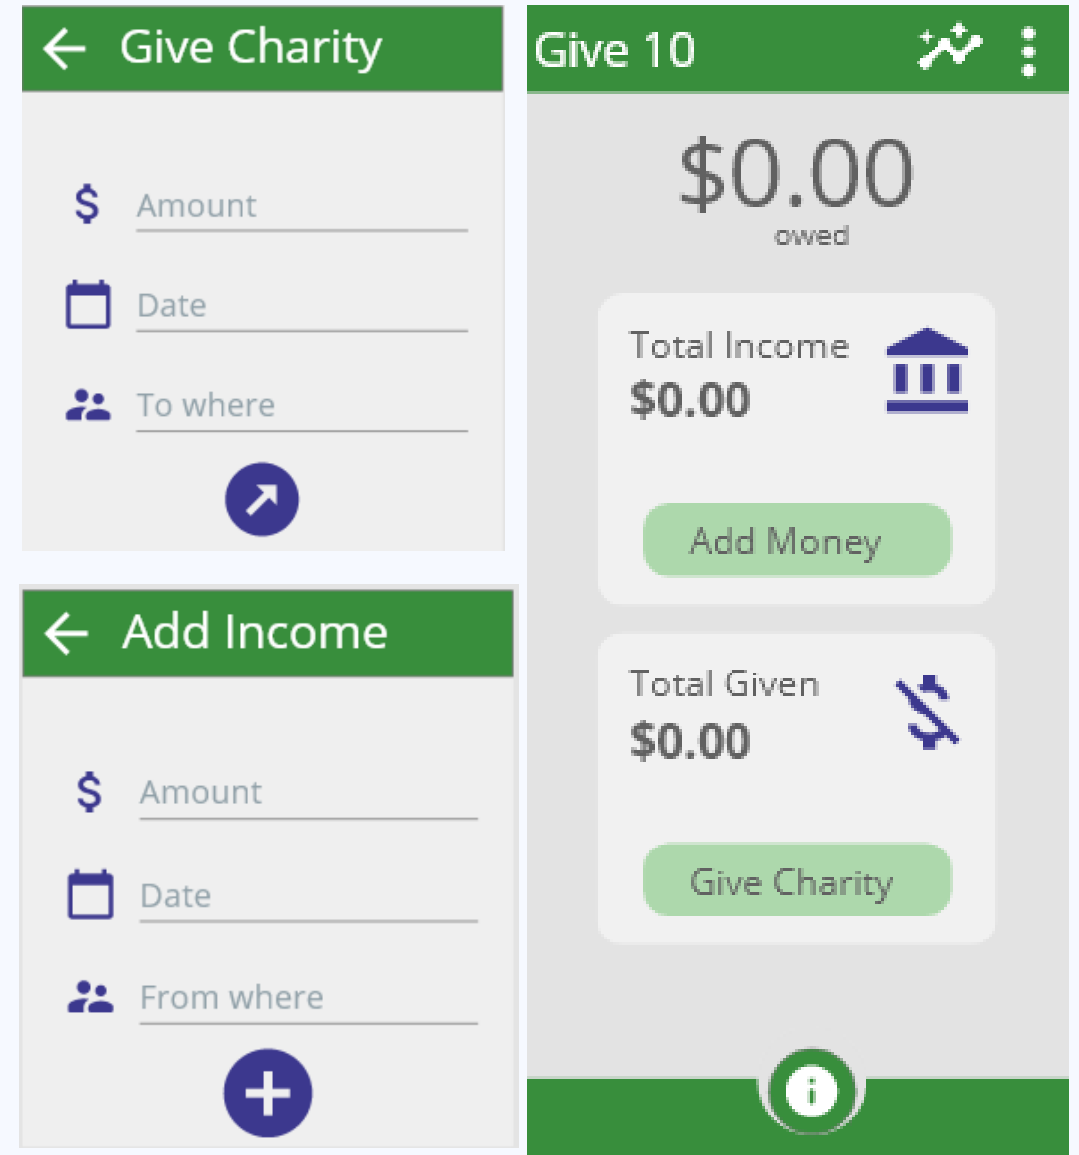 Give Charity
Amount
Date
To where
Add Income
Amount
Date
From where
Give 10
$0.00
owed
Total Income
$0.00
Add Money
Total Given
$0.00
Give Charity